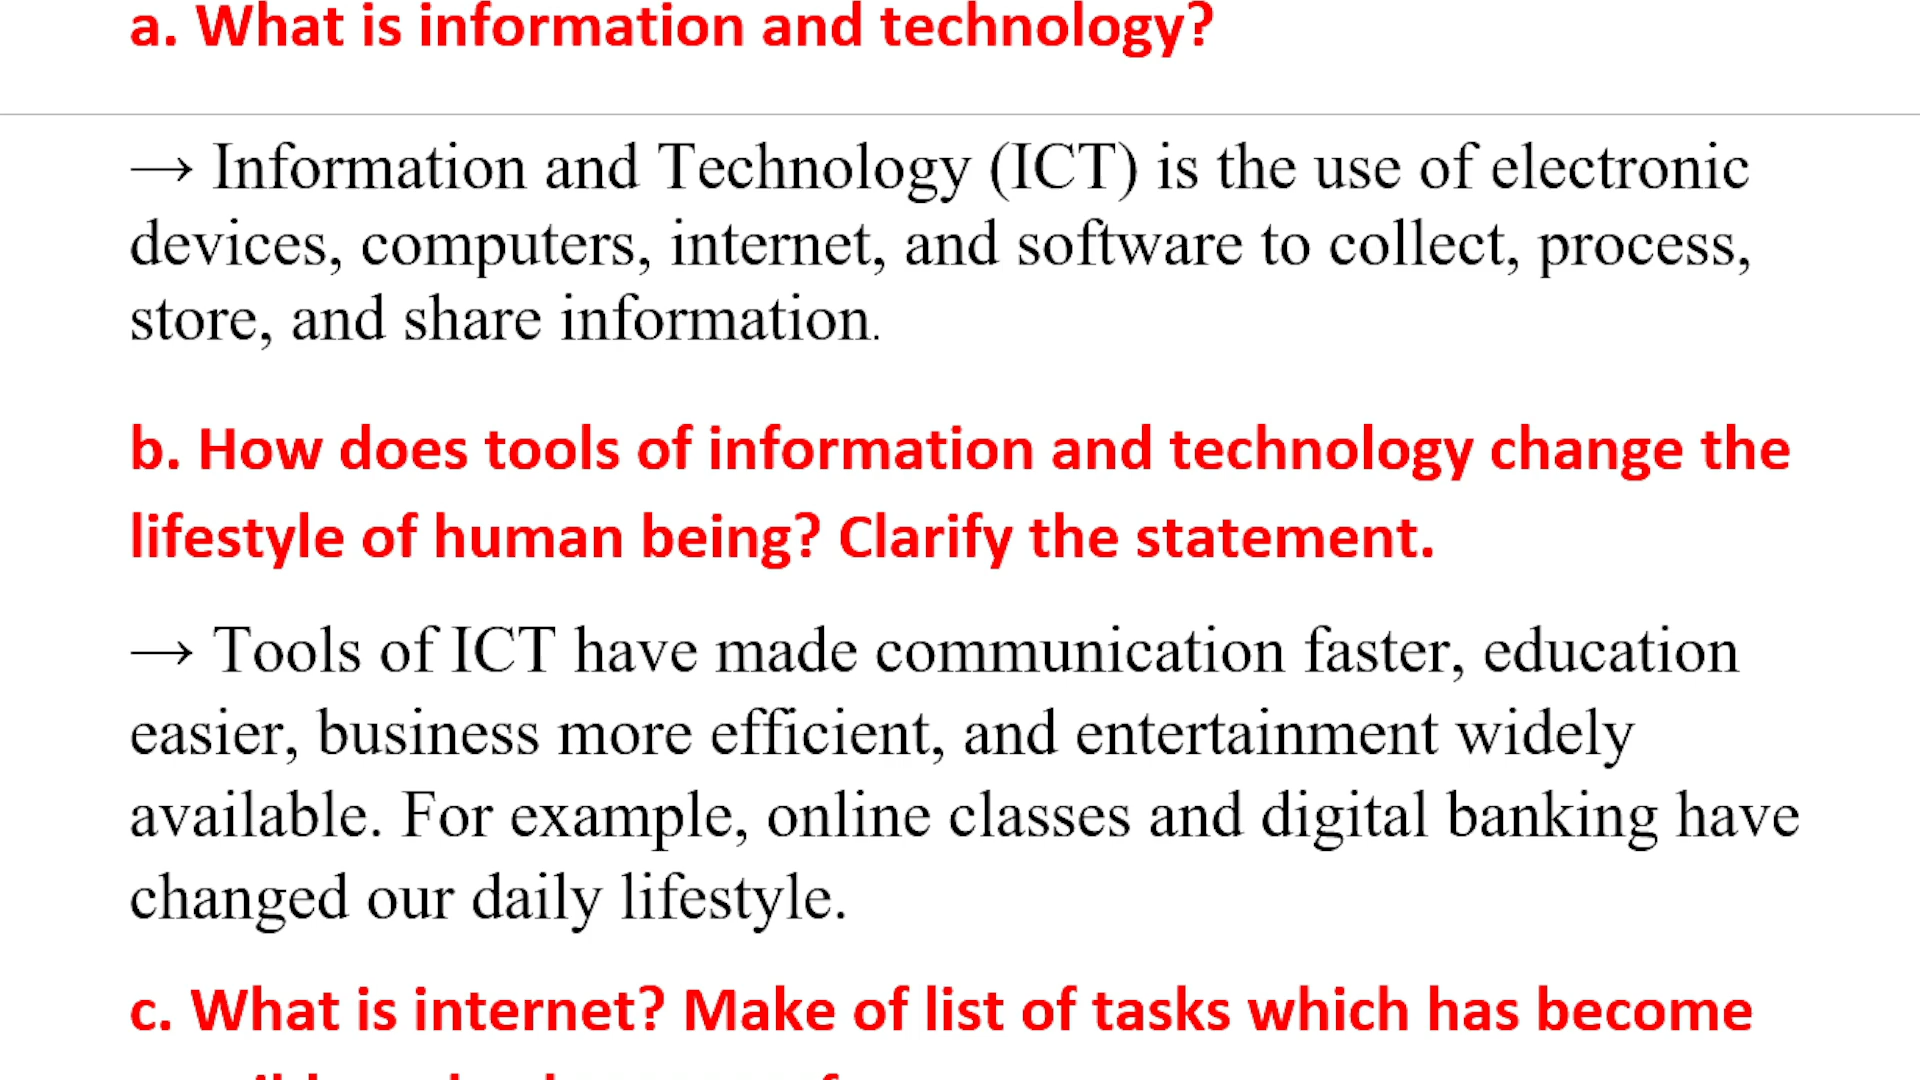 a. What is information and technology?
→ Information and Technology (ICT) is the use of electronic
devices, computers, internet, and software to collect, process,
store, and share information.
b. How does tools of information and technology change the
lifestyle of human being? Clarify the statement.
→ Tools of ICT have made communication faster, education
easier, business more efficient, and entertainment widely
available. For example, online classes and digital banking have
changed our daily lifestyle.
c. What is internet? Make of list of tasks which has become